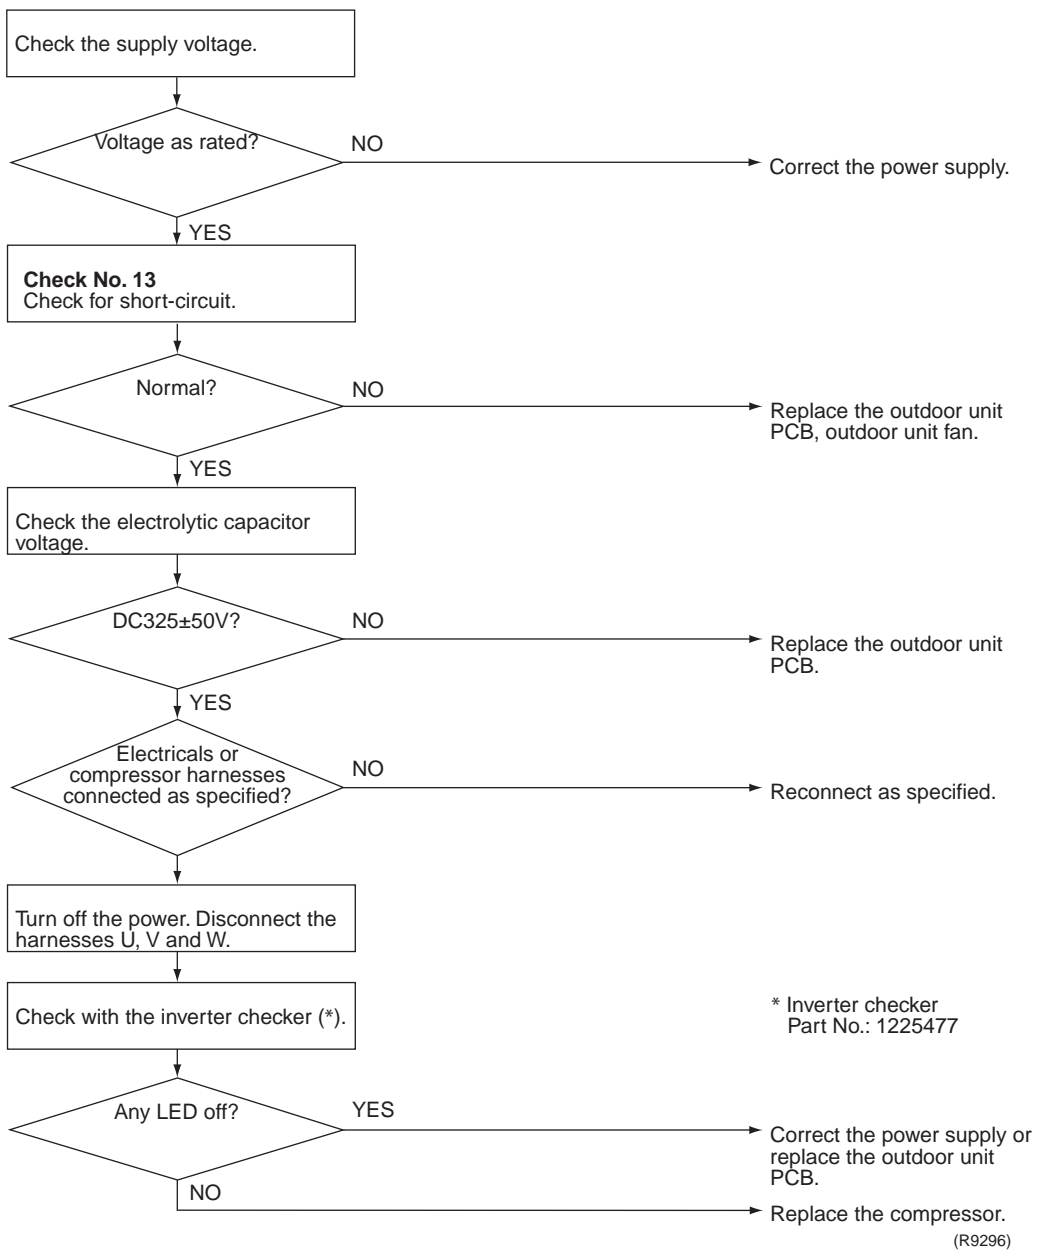 Check the supply voltage.
Voltage as rated?
NO
Correct the power supply.
YES
Check No. 13
Check for short-circuit.
Normal?
NO
Replace the outdoor unit
PCB, outdoor unit fan.
YES
Check the electrolytic capacitor
voltage.
DC325±50V?
NO
Replace the outdoor unit
PCB.
YES
Electricals or
compressor harnesses
connected as specified?
NO
Reconnect as specified.
Turn off the power. Disconnect the
harnesses U, V and W.
Check with the inverter checker (*).
* Inverter checker
Part No.: 1225477
Any LED off?
YES
Correct the power supply or
replace the outdoor unit
PCB.
NO
Replace the compressor.
(R9296)